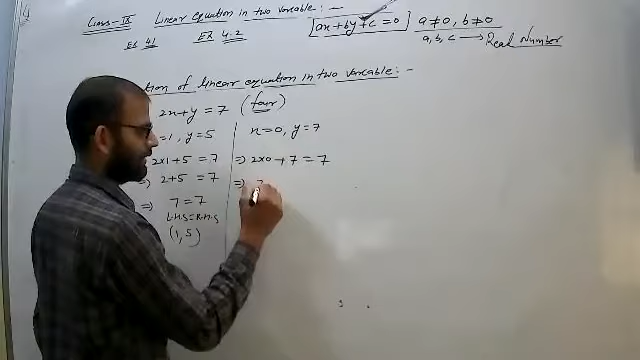 Class-IX Linear equation in two variable:-
[ax+by+c=0] a≠0, b≠0
Ex 4.1 Ex 4.2 a, b, c → Real Number
tion of linear equation in two variable:-
2x+y=7 (four)
=1, y=5
2×1+5=7
⇒ 2+5=7
⇒ 7=7
L.H.S=R.H.S
(1,5)
x=0, y=7
⇒ 2×0+7=7
⇒ 7